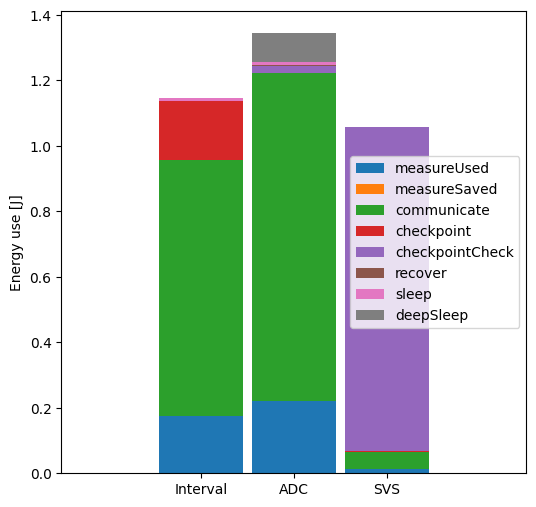 Energy use [J]
1.4
1.2
1.0
0.8
0.6
0.4
0.2
0.0
Interval
ADC
SVS
measureUsed
measureSaved
communicate
checkpoint
checkpointCheck
recover
sleep
deepSleep